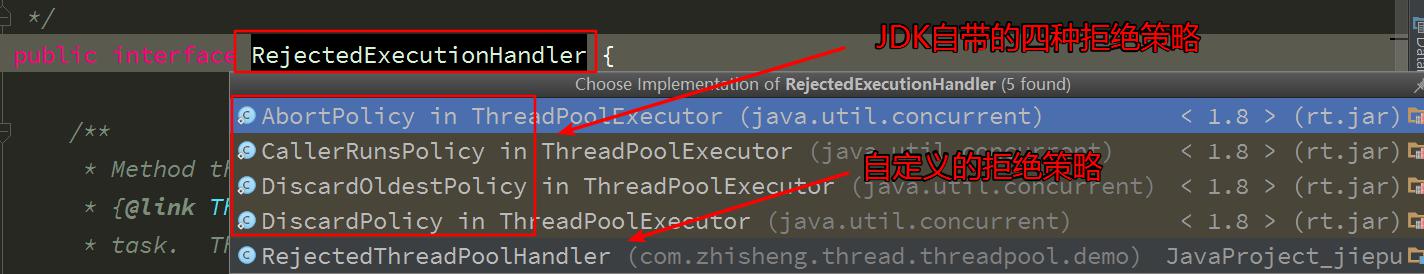 */
JDK自带的四种拒绝策略
public interface RejectedExecutionHandler {
Choose Implementation of RejectedExecutionHandler (5 found)
AbortPolicy in ThreadPoolExecutor (java.util.concurrent) < 1.8 > (rt.jar)
/**
CallerRunsPolicy in ThreadPoolExecutor (java.util.concurrent) < 1.8 > (rt.jar)
* Method th
自定义的拒绝策略
DiscardOldestPolicy in ThreadPoolExecutor (java.util.concurrent) < 1.8 > (rt.jar)
* {@link Th
DiscardPolicy in ThreadPoolExecutor (java.util.concurrent) < 1.8 > (rt.jar)
* task. Th
RejectedThreadPoolHandler (com.zhisheng.thread.threadpool.demo) JavaProject_jiepu